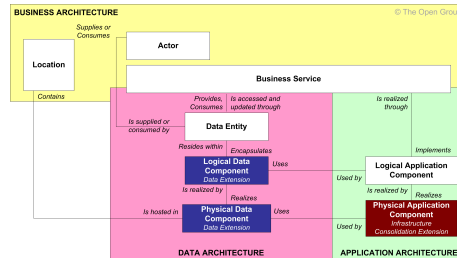 BUSINESS ARCHITECTURE
© The Open Grou
Supplies or
Consumes
Actor
Location
Business Service
Contains
Provides,
Consumes
Is accessed and
updated through
Is realized
through
Is supplied or
consumed by
Data Entity
Resides within
Encapsulates
Implements
Logical Data
Component
Data Extension
Uses
Used by
Logical Application
Component
Is realized by
Realizes
Is realized by
Realizes
Is hosted in
Physical Data
Component
Data Extension
Uses
Used by
Physical Application
Component
Infrastructure
Consolidation Extension
DATA ARCHITECTURE
APPLICATION ARCHITECTURE